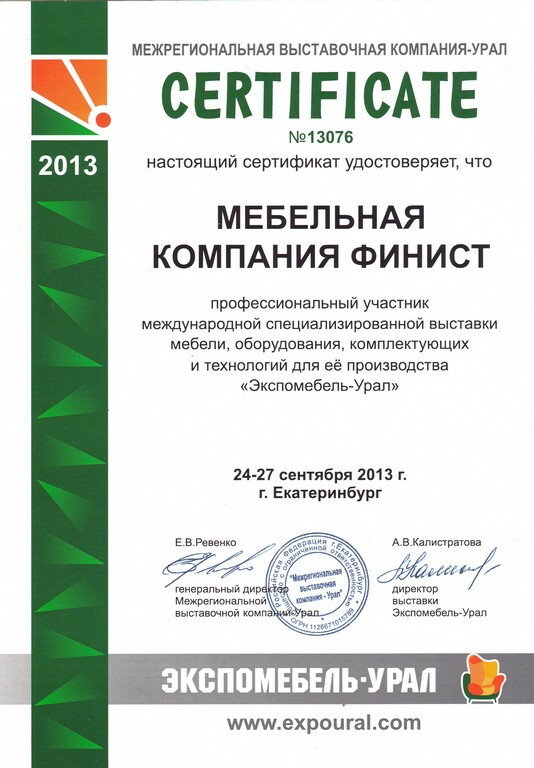 МЕЖРЕГИОНАЛЬНАЯ ВЫСТАВОЧНАЯ КОМПАНИЯ-УРАЛ
CERTIFICATE
№13076
2013
настоящий сертификат удостоверяет, что
МЕБЕЛЬНАЯ
КОМПАНИЯ ФИНИСТ
профессиональный участник
международной специализированной выставки
мебели, оборудования, комплектующих
и технологий для её производства
«Экспомебель-Урал»
24-27 сентября 2013 г.
г. Екатеринбург
Е.В.Ревенко
генеральный директор
Межрегиональной
выставочной компании-Урал
Российская Федерация г.Екатеринбург
ограниченной ответственностью
"Межрегиональная
выставочная
компания - Урал"
А.В.Калистратова
директор
выставки
Экспомебель-Урал
ЭКСПОМЕБЕЛЬ-УРАЛ
www.expoural.com